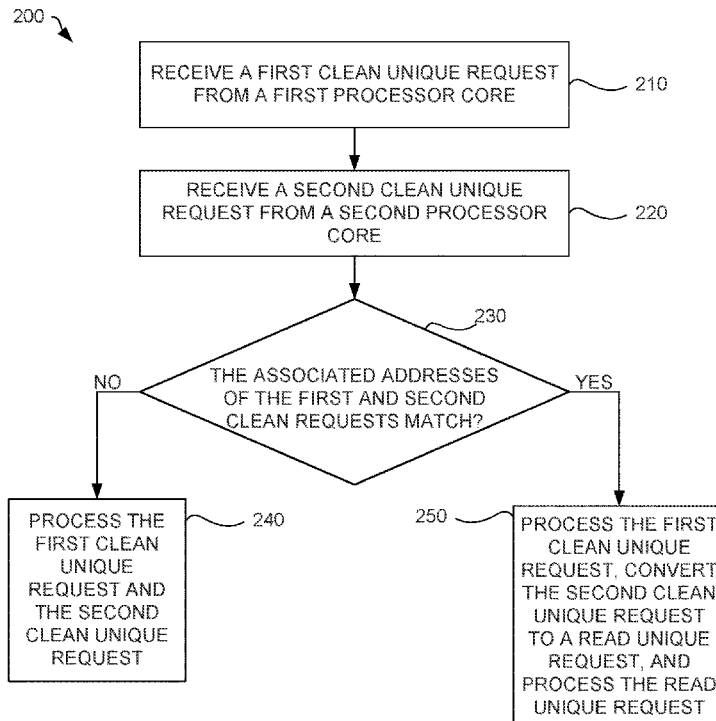 200
RECEIVE A FIRST CLEAN UNIQUE REQUEST
FROM A FIRST PROCESSOR CORE
210
RECEIVE A SECOND CLEAN UNIQUE
REQUEST FROM A SECOND PROCESSOR
CORE
220
230
NO
THE ASSOCIATED ADDRESSES
OF THE FIRST AND SECOND
CLEAN REQUESTS MATCH?
YES
PROCESS THE
FIRST CLEAN
UNIQUE
REQUEST AND
THE SECOND
CLEAN UNIQUE
REQUEST
240
250
PROCESS THE FIRST
CLEAN UNIQUE
REQUEST, CONVERT
THE SECOND CLEAN
UNIQUE REQUEST
TO A READ UNIQUE
REQUEST, AND
PROCESS THE READ
UNIQUE REQUEST